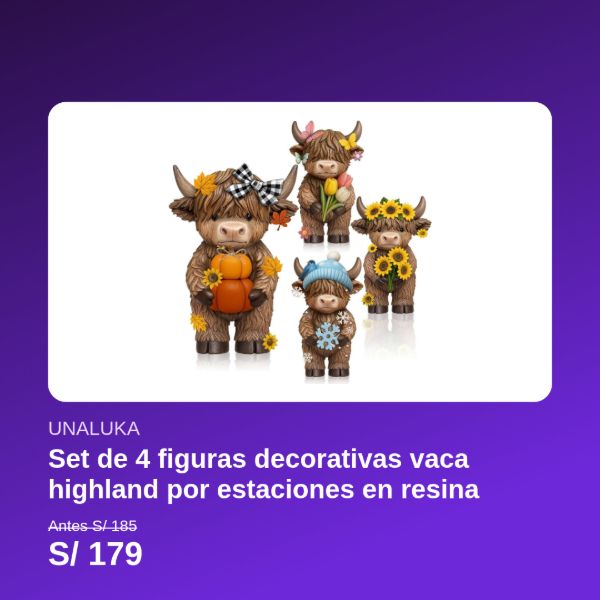 UNALUKA
Set de 4 figuras decorativas vaca
highland por estaciones en resina
Antes S/ 185
S/ 179